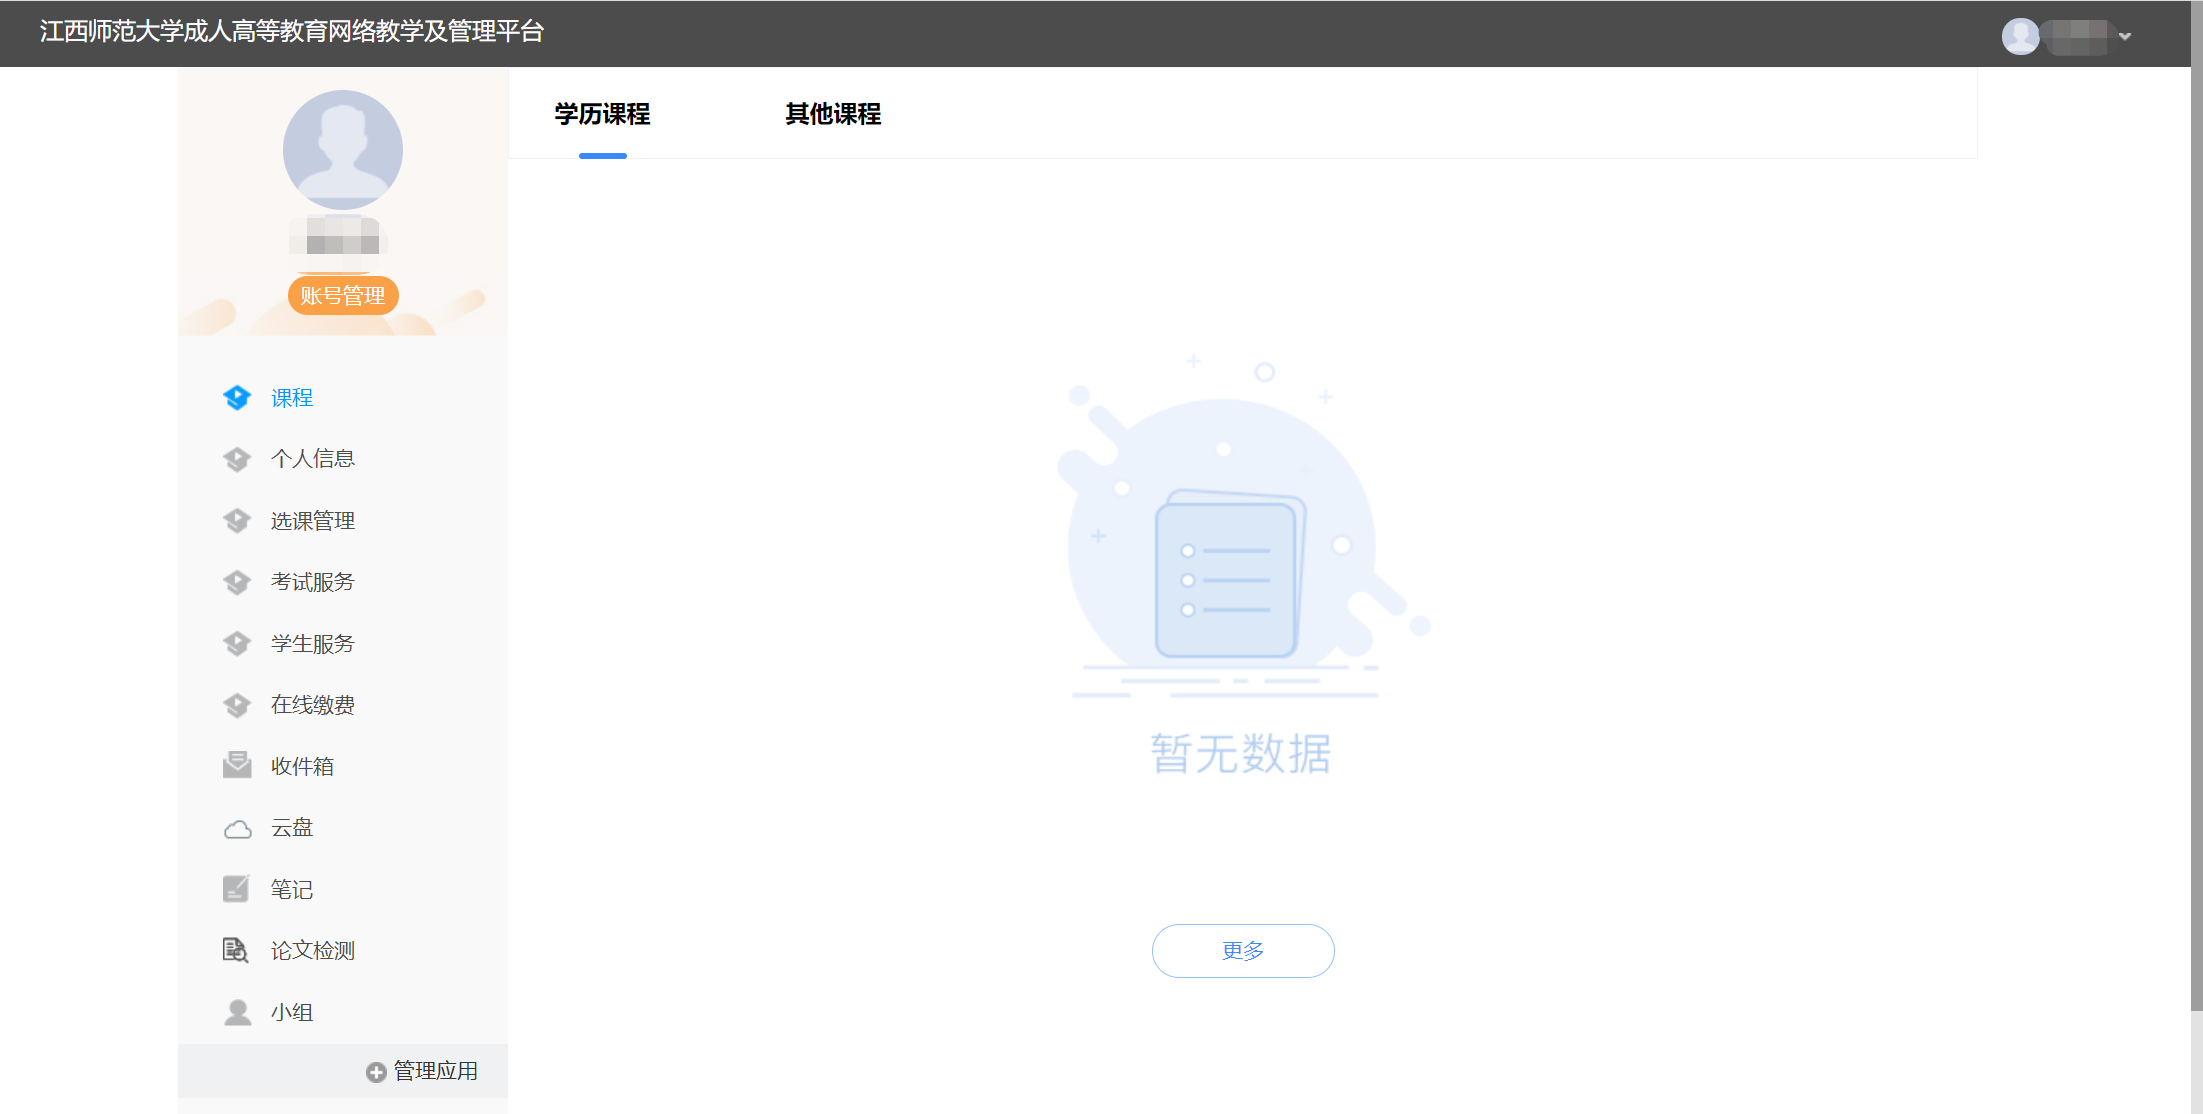 江西师范大学成人高等教育网络教学及管理平台
学历课程
其他课程
账号管理
课程
个人信息
选课管理
考试服务
学生服务
在线缴费
收件箱
云盘
笔记
论文检测
小组
管理应用
暂无数据
更多